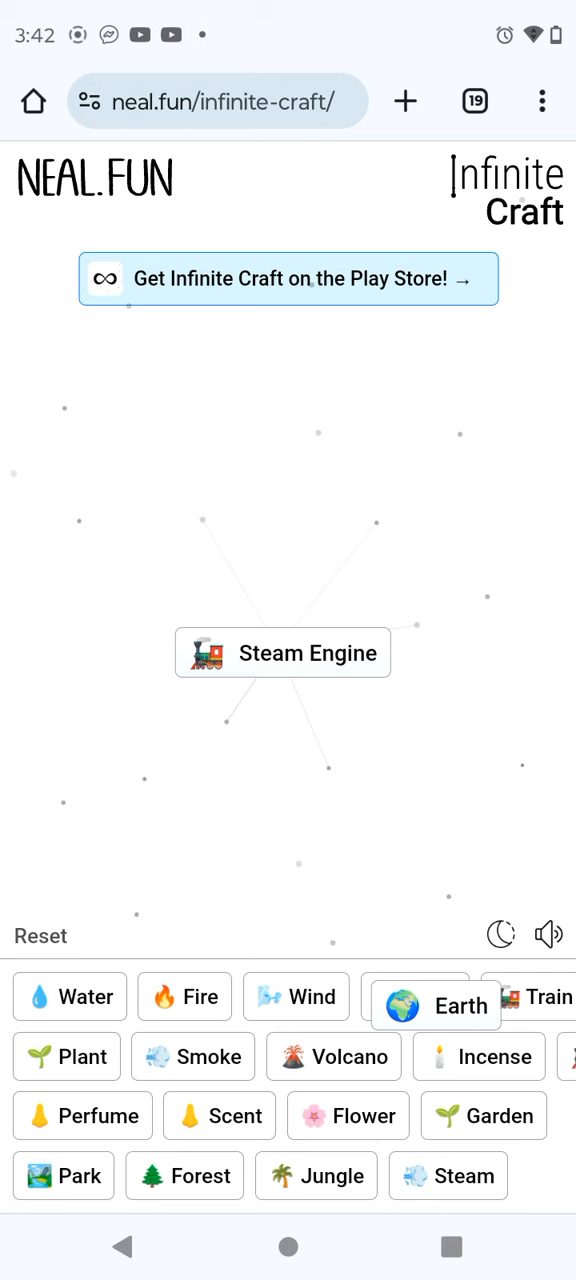 3:42
neal.fun/infinite-craft/
19
NEAL.FUN
Infinite
Craft
Get Infinite Craft on the Play Store! →
Steam Engine
Reset
Water Fire Wind Earth Train
Plant Smoke Volcano Incense
Perfume Scent Flower Garden
Park Forest Jungle Steam